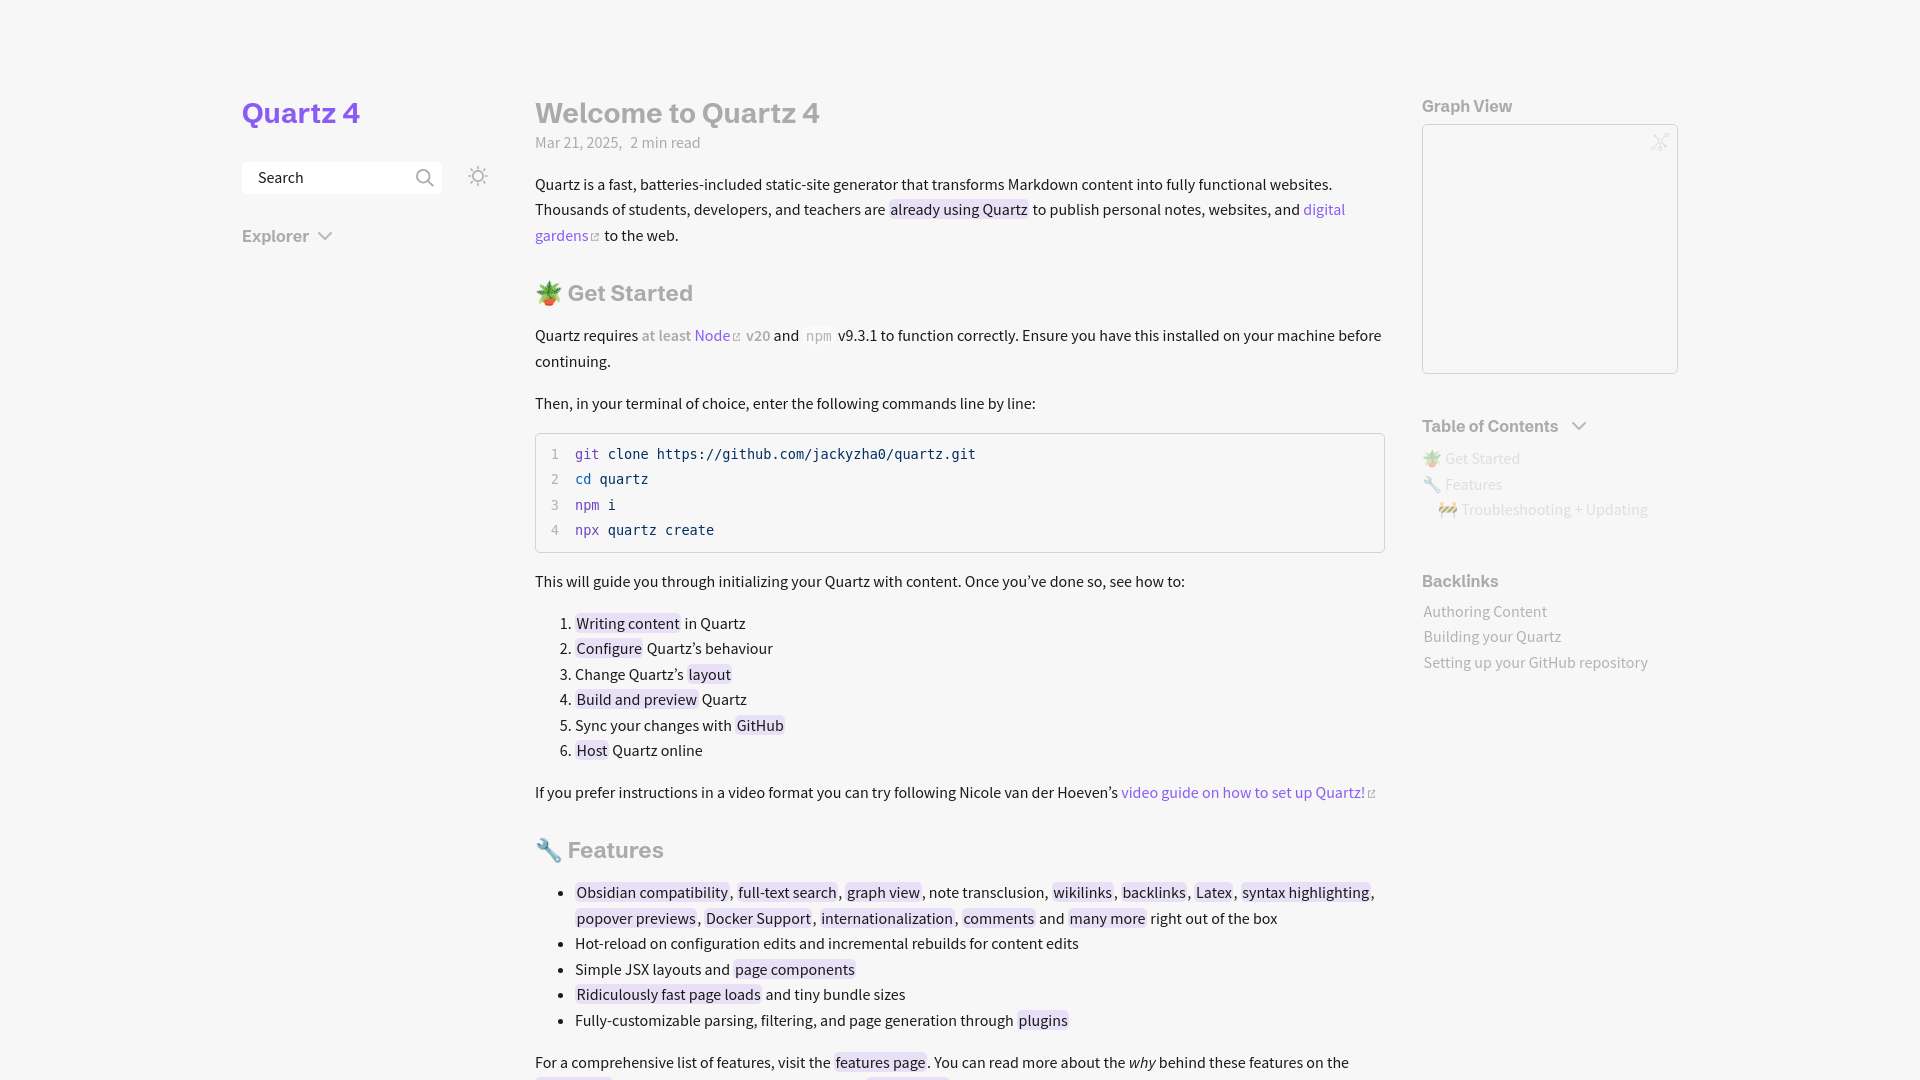 Quartz 4
Search
Explorer
Welcome to Quartz 4
Mar 21, 2025, 2 min read
Quartz is a fast, batteries-included static-site generator that transforms Markdown content into fully functional websites.
Thousands of students, developers, and teachers are already using Quartz to publish personal notes, websites, and digital
gardens to the web.
🪴 Get Started
Quartz requires at least Node v20 and npm v9.3.1 to function correctly. Ensure you have this installed on your machine before
continuing.
Then, in your terminal of choice, enter the following commands line by line:
1 git clone https://github.com/jackyzha0/quartz.git
2 cd quartz
3 npm i
4 npx quartz create
This will guide you through initializing your Quartz with content. Once you’ve done so, see how to:
1. Writing content in Quartz
2. Configure Quartz’s behaviour
3. Change Quartz’s layout
4. Build and preview Quartz
5. Sync your changes with GitHub
6. Host Quartz online
If you prefer instructions in a video format you can try following Nicole van der Hoeven’s video guide on how to set up Quartz!
🔧 Features
• Obsidian compatibility, full-text search, graph view, note transclusion, wikilinks, backlinks, Latex, syntax highlighting,
popover previews, Docker Support, internationalization, comments and many more right out of the box
• Hot-reload on configuration edits and incremental rebuilds for content edits
• Simple JSX layouts and page components
• Ridiculously fast page loads and tiny bundle sizes
• Fully-customizable parsing, filtering, and page generation through plugins
For a comprehensive list of features, visit the features page. You can read more about the why behind these features on the
Graph View
Table of Contents
🪴 Get Started
🔧 Features
🚧 Troubleshooting + Updating
Backlinks
Authoring Content
Building your Quartz
Setting up your GitHub repository